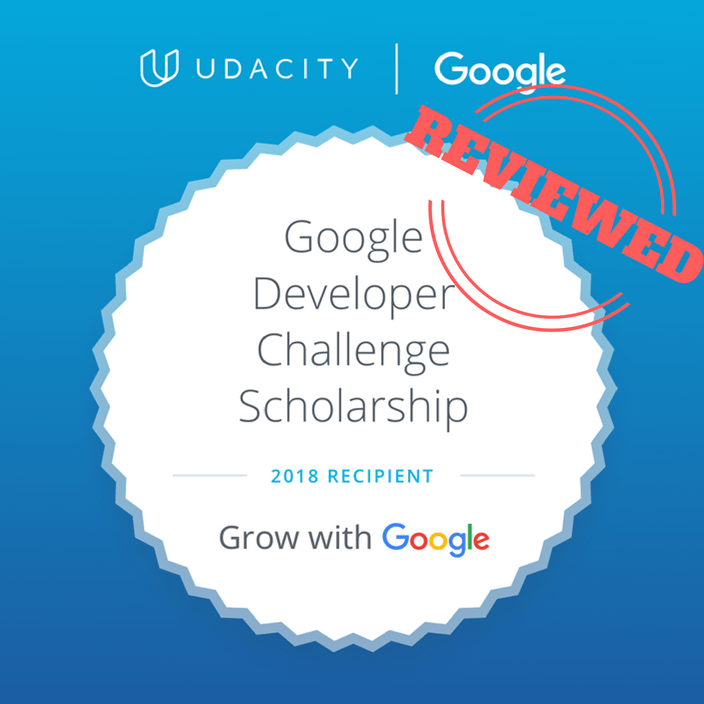 UDACITY | Google
REVIEWED
Google
Developer
Challenge
Scholarship
2018 RECIPIENT
Grow with Google